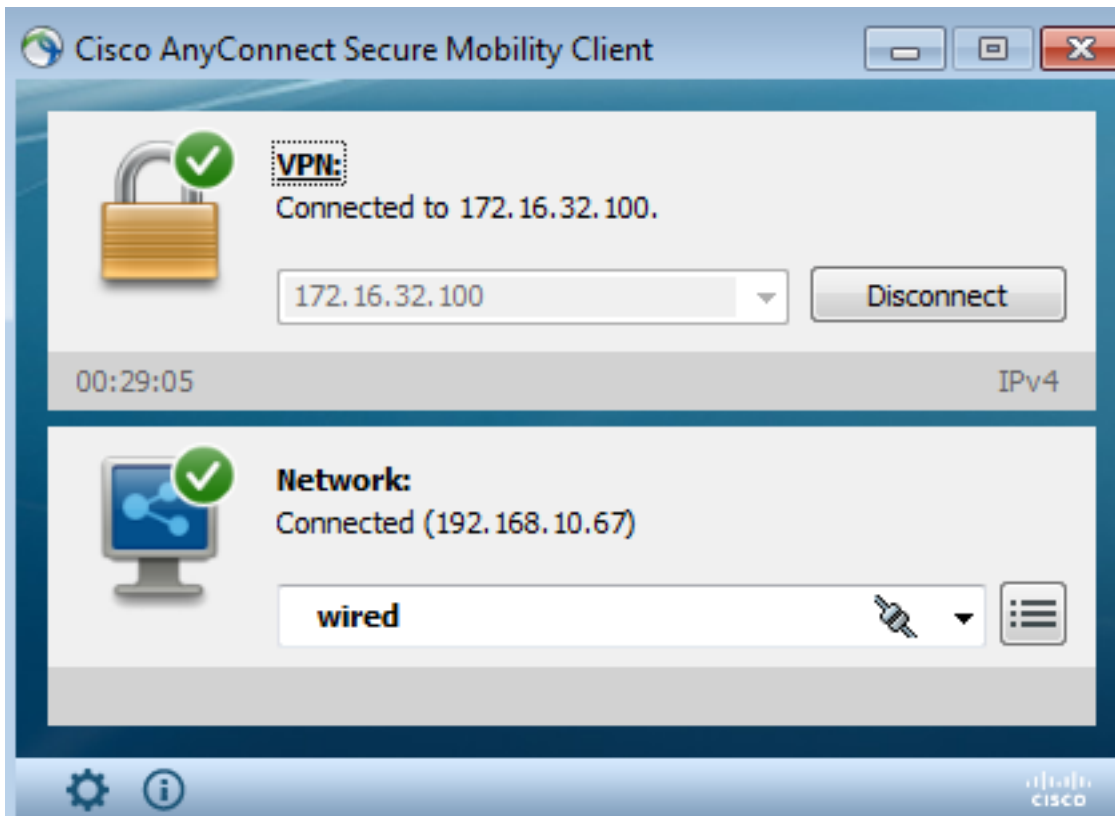 Cisco AnyConnect Secure Mobility Client
VPN:
Connected to 172.16.32.100.
172.16.32.100
Disconnect
00:29:05
IPv4
Network:
Connected (192.168.10.67)
wired
CISCO